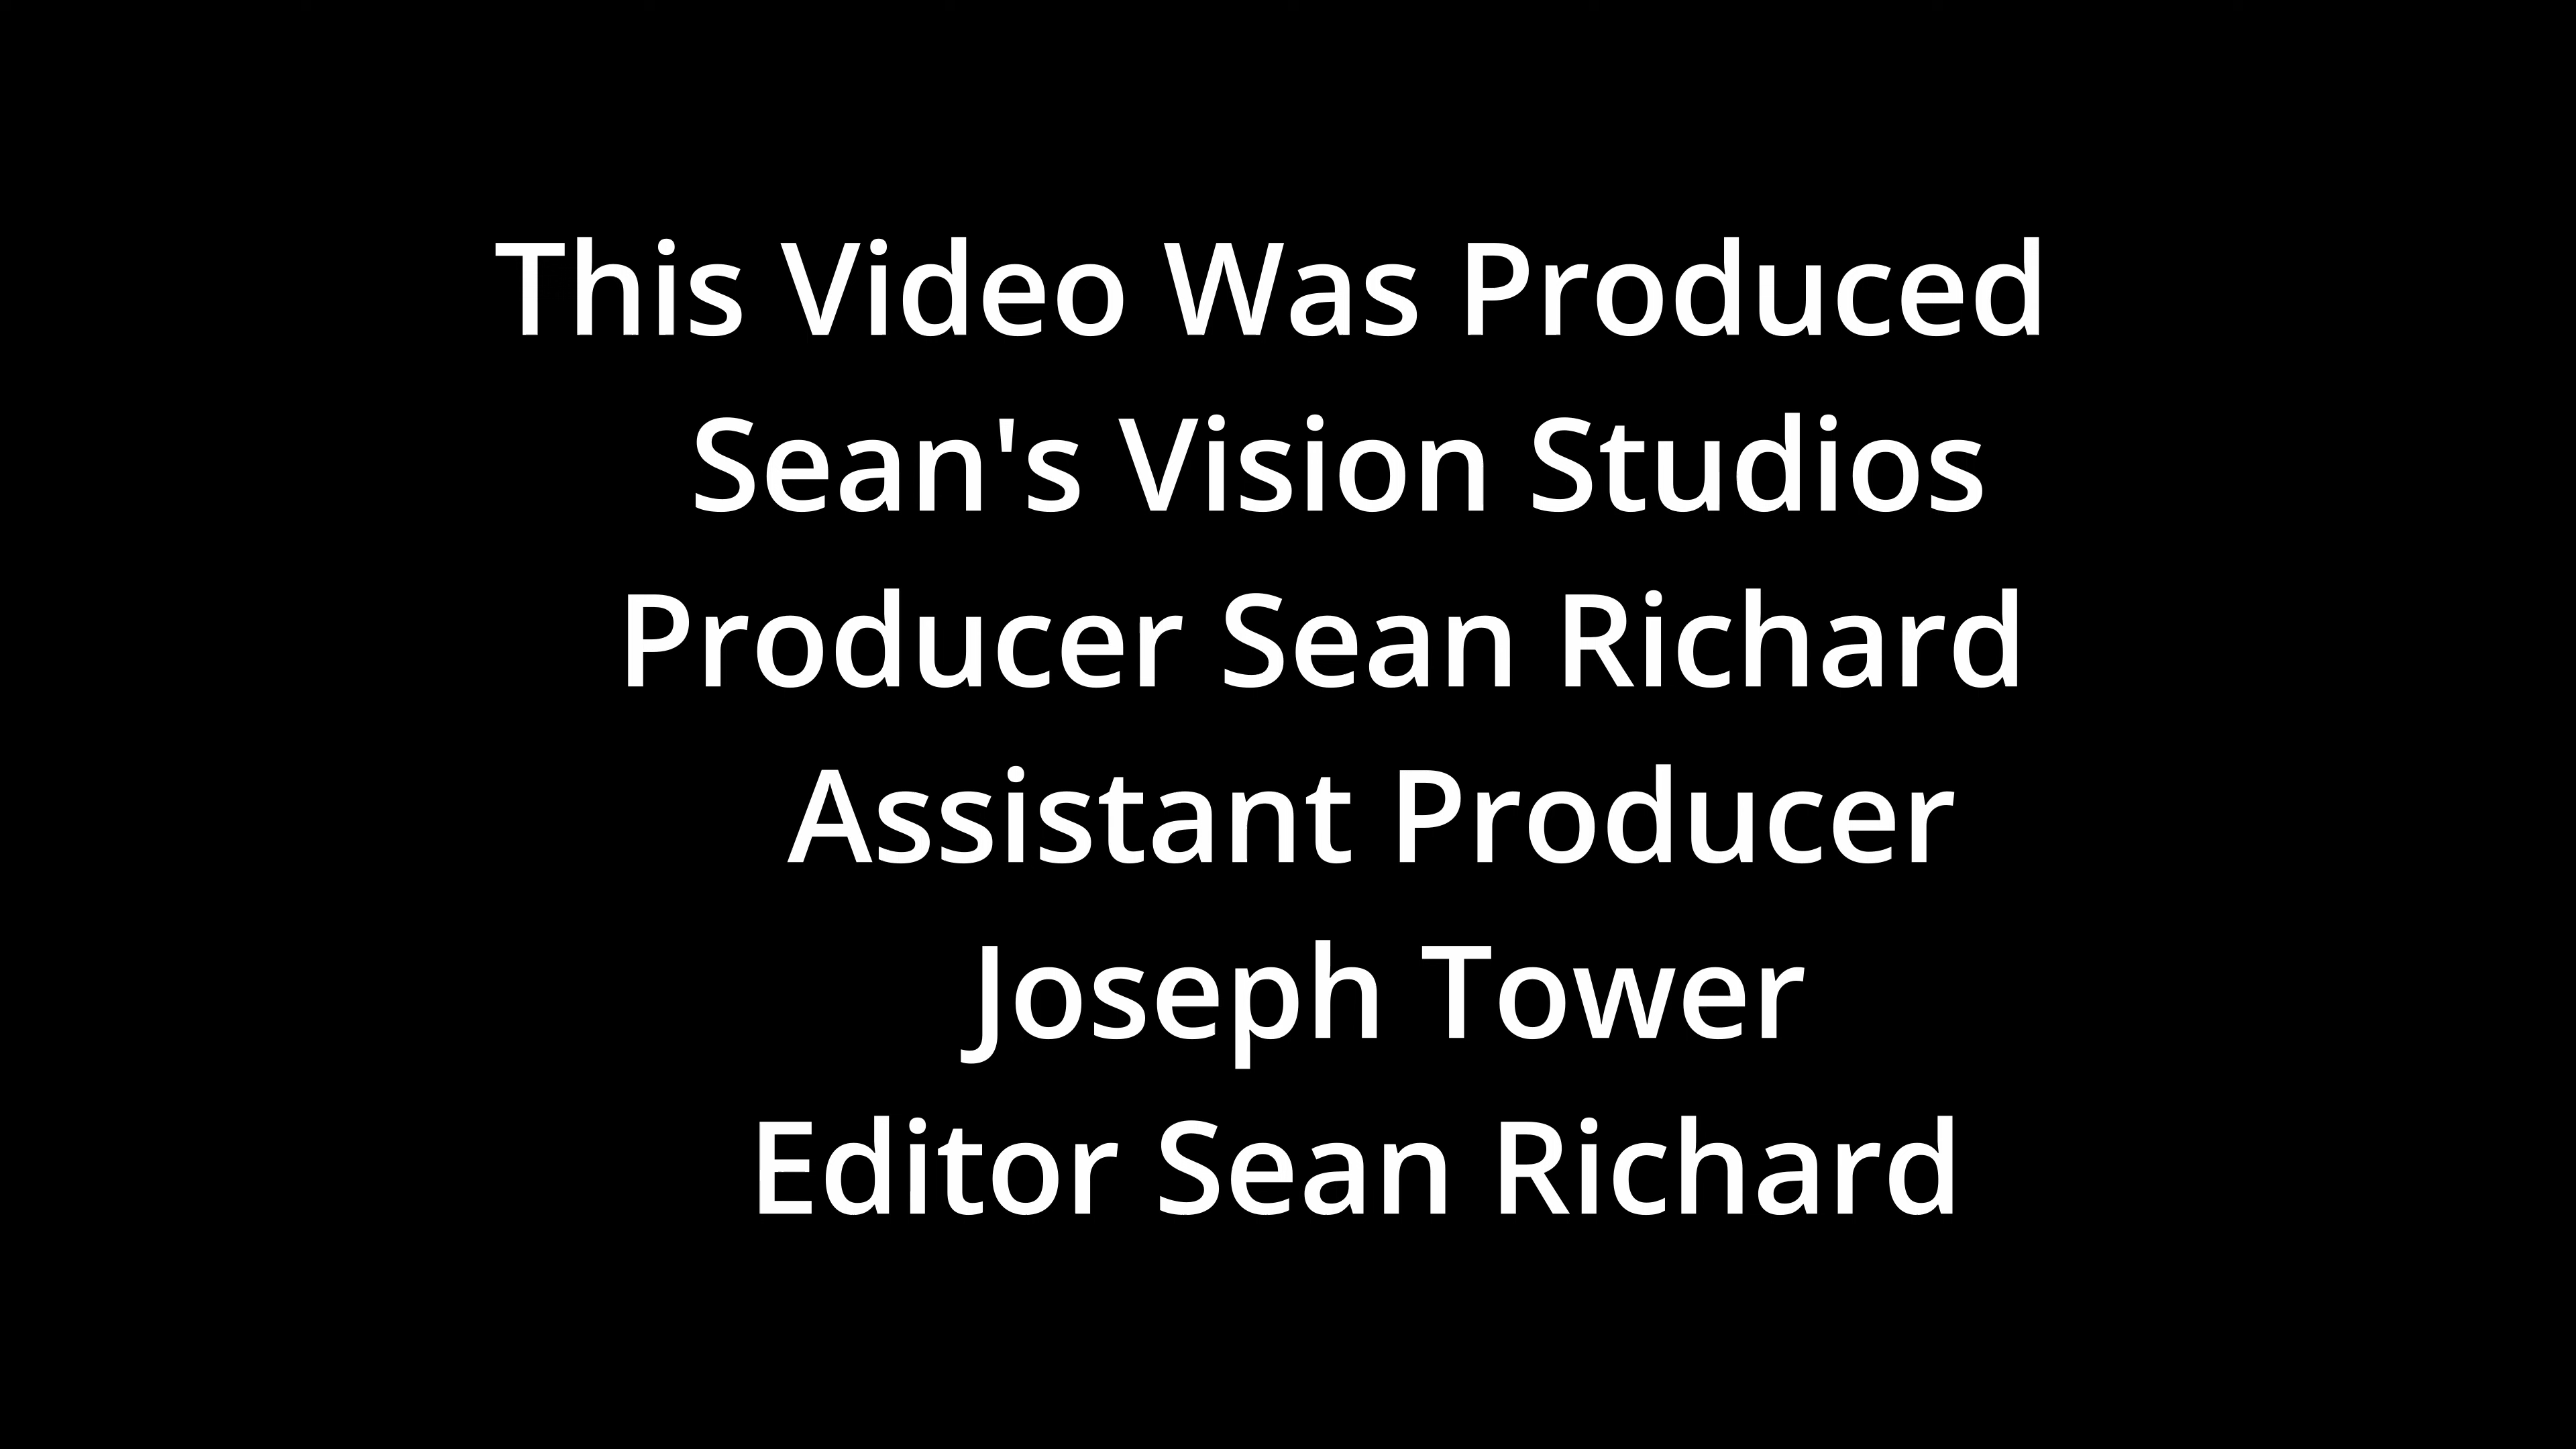 This Video Was Produced
Sean's Vision Studios
Producer Sean Richard
Assistant Producer
Joseph Tower
Editor Sean Richard